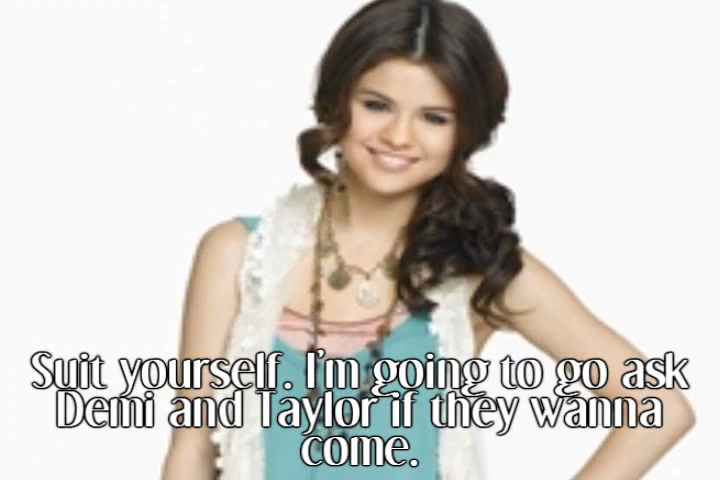 Suit yourself. I'm going to go ask
Demi and Taylor if they wanna
come.